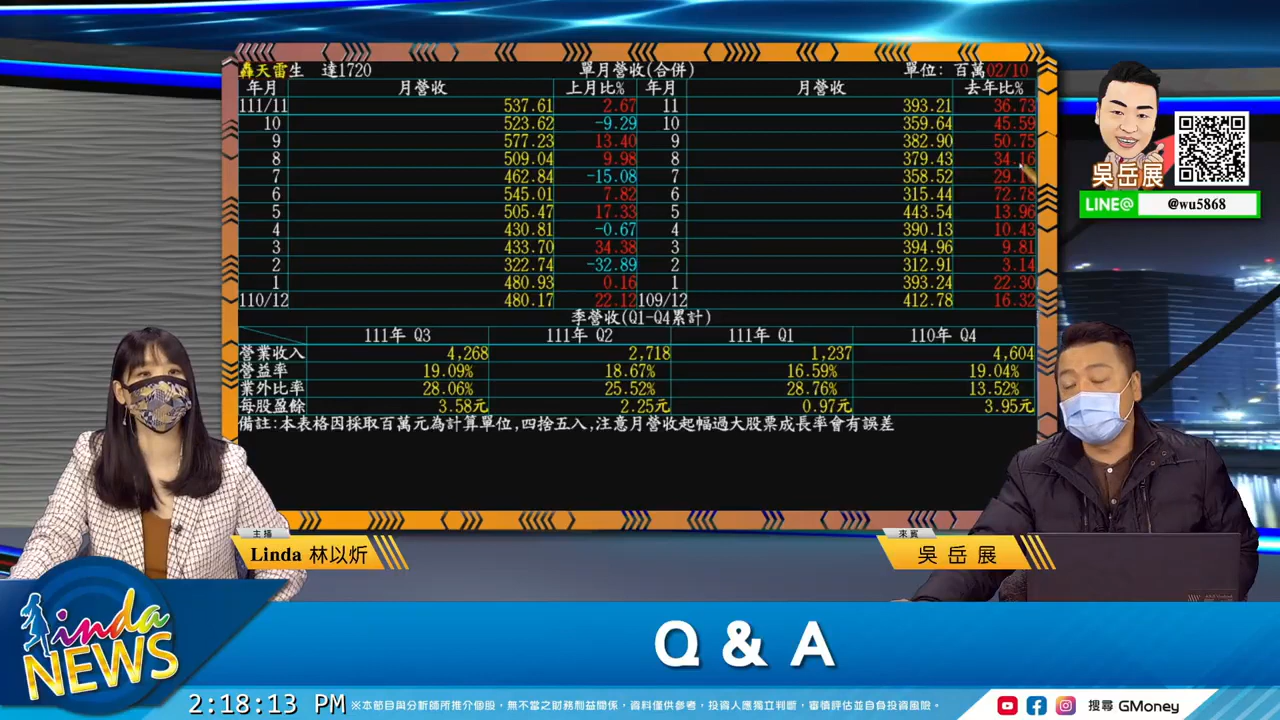 轟天雷生 達1720 單月營收(合併) 單位: 百萬02/10
年月 月營收 上月比% 年月 月營收 去年比%
111/11 537.61 2.67 11 393.21 36.73
10 523.62 -9.29 10 359.64 45.59
9 577.23 13.40 9 382.90 50.75
8 509.04 9.98 8 379.43 34.16
7 462.84 -15.08 7 358.52 29.1
6 545.01 7.82 6 315.44 72.78
5 505.47 17.33 5 443.54 13.96
4 430.81 -0.67 4 390.13 10.43
3 433.70 34.38 3 394.96 9.81
2 322.74 -32.89 2 312.91 3.14
1 480.93 0.16 1 393.24 22.30
110/12 480.17 22.12 109/12 412.78 16.32
季營收(Q1-Q4累計)
111年 Q3 111年 Q2 111年 Q1 110年 Q4
營業收入 4,268 2,718 1,237 4,604
營益率 19.09% 18.67% 16.59% 19.04%
業外比率 28.06% 25.52% 28.76% 13.52%
每股盈餘 3.58元 2.25元 0.97元 3.95元
備註:本表格因採取百萬元為計算單位,四捨五入,注意月營收起幅過大股票成長率會有誤差
吳岳展
LINE@ @wu5868
主播
Linda 林以炘
來賓
吳岳展
Linda
NEWS
Q & A
2:18:13 PM ※本節目與分析師所推介個股，無不當之財務利益關係，資料僅供參考，投資人應獨立判斷，審慎評估並自負投資風險。
搜尋 GMoney